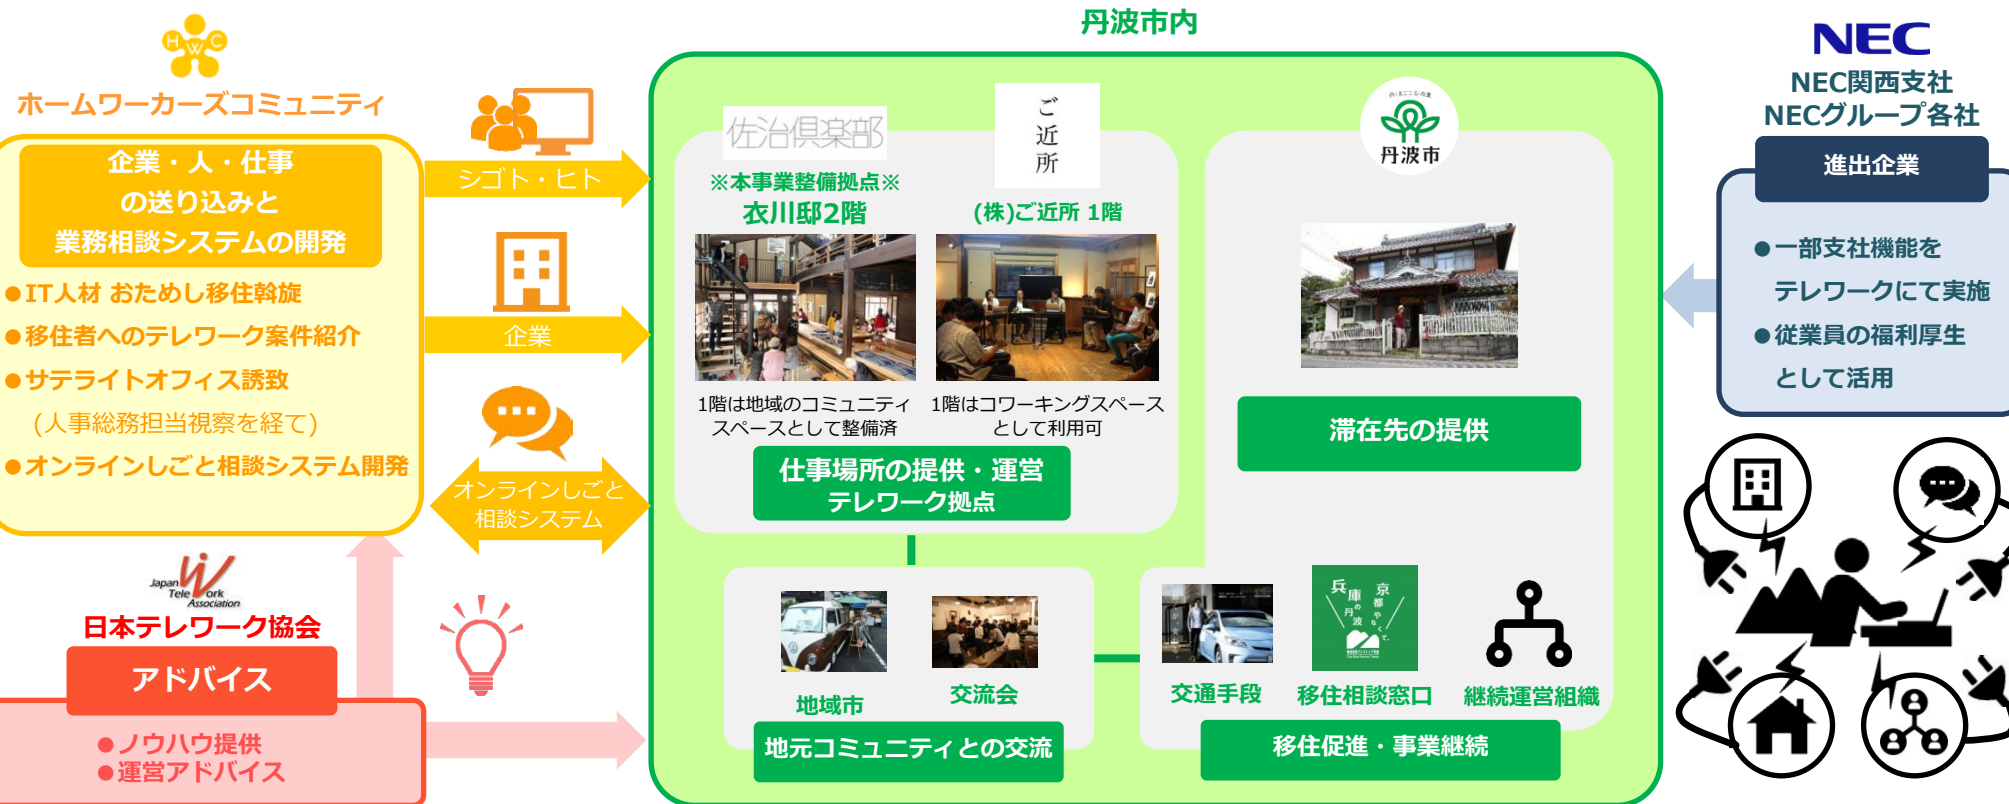 丹波市内
HWC
ホームワーカーズコミュニティ
企業・人・仕事
の送り込みと
業務相談システムの開発
●IT人材 おためし移住斡旋
●移住者へのテレワーク案件紹介
●サテライトオフィス誘致
(人事総務担当視察を経て)
●オンラインしごと相談システム開発
Japan
Tele Work
Association
日本テレワーク協会
アドバイス
●ノウハウ提供
●運営アドバイス
シゴト・ヒト
企業
オンラインしごと
相談システム
佐治倶楽部
※本事業整備拠点※
衣川邸2階
1階は地域のコミュニティ
スペースとして整備済
ご近所
(株)ご近所 1階
1階はコワーキングスペース
として利用可
仕事場所の提供・運営
テレワーク拠点
丹波市
滞在先の提供
地域市
交流会
地元コミュニティとの交流
交通手段
兵庫の丹波
京都やなくて、
移住相談窓口
継続運営組織
移住促進・事業継続
NEC
NEC関西支社
NECグループ各社
進出企業
●一部支社機能を
テレワークにて実施
●従業員の福利厚生
として活用